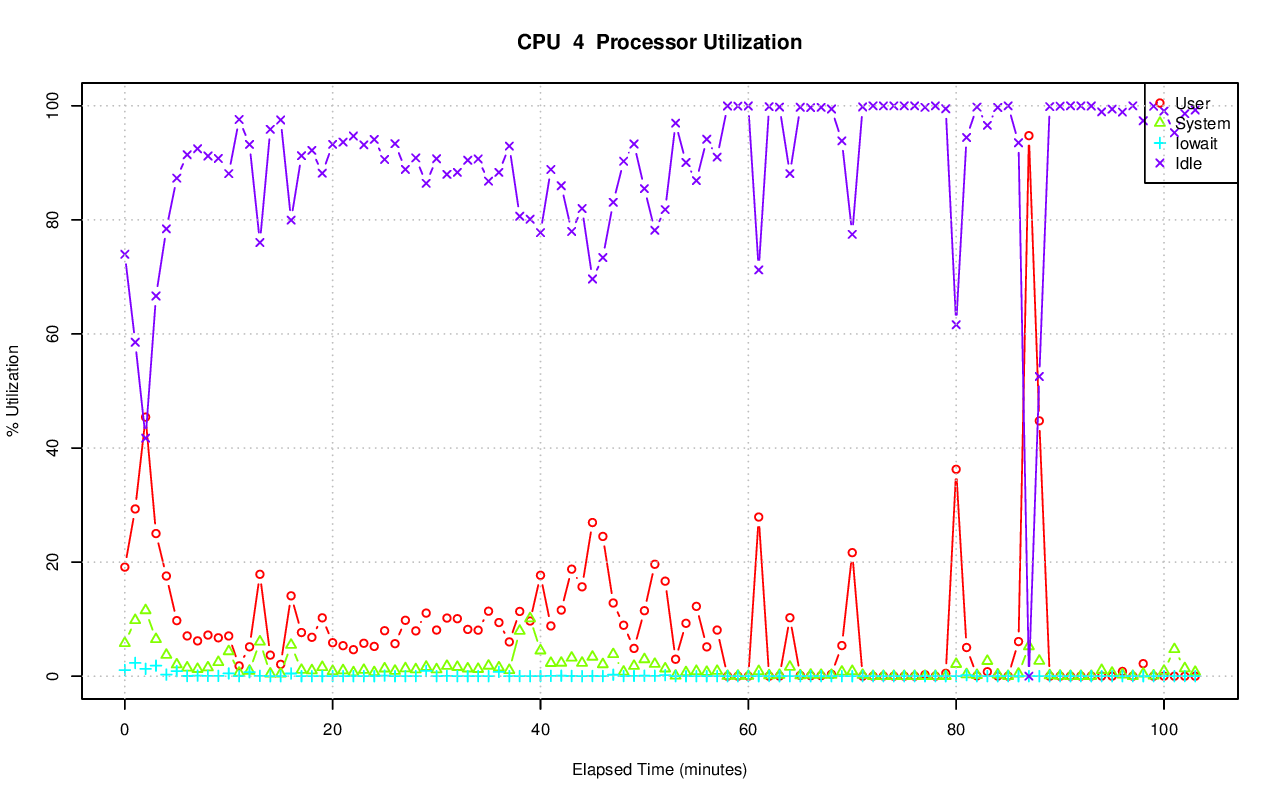 CPU  4  Processor Utilization
100
80
60
40
20
0
% Utilization
User
System
Iowait
Idle
0 20 40 60 80 100
Elapsed Time (minutes)